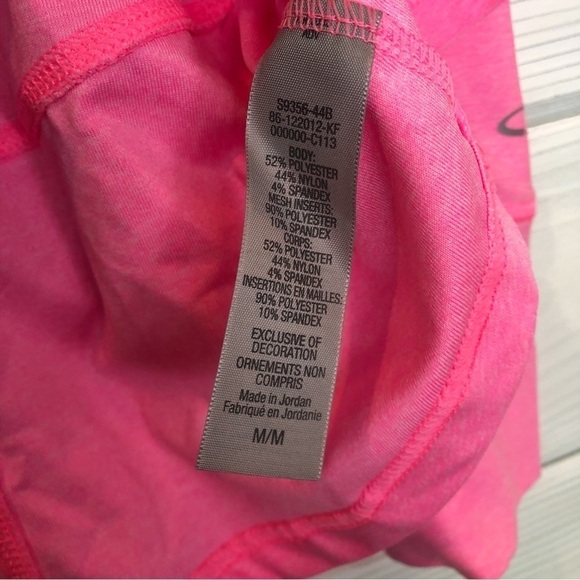 ADV
S9356-44B
86-122012-KF
000000-C113
BODY:
52% POLYESTER
44% NYLON
4% SPANDEX
MESH INSERTS:
90% POLYESTER
10% SPANDEX
CORPS:
52% POLYESTER
44% NYLON
4% SPANDEX
INSERTIONS EN MAILLES:
90% POLYESTER
10% SPANDEX
EXCLUSIVE OF
DECORATION
ORNEMENTS NON
COMPRIS
Made in Jordan
Fabriqué en Jordanie
M/M